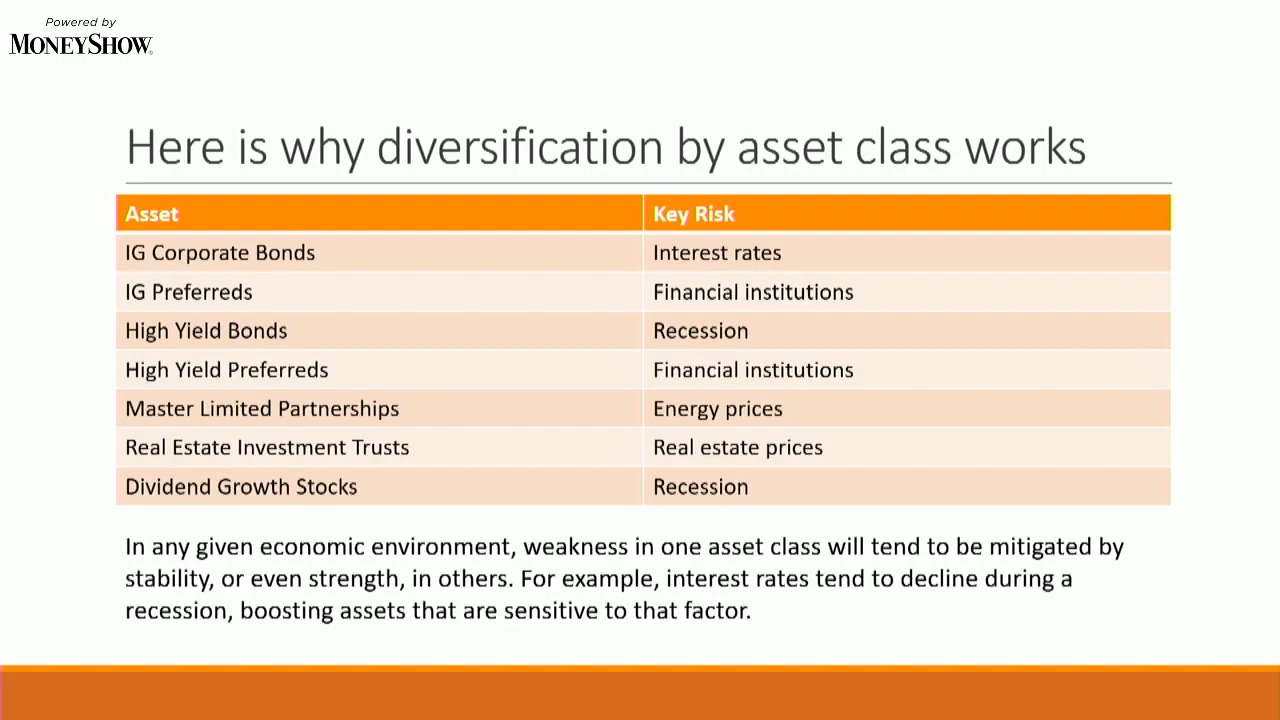 Powered by
MONEYSHOW
Here is why diversification by asset class works
Asset Key Risk
IG Corporate Bonds Interest rates
IG Preferreds Financial institutions
High Yield Bonds Recession
High Yield Preferreds Financial institutions
Master Limited Partnerships Energy prices
Real Estate Investment Trusts Real estate prices
Dividend Growth Stocks Recession
In any given economic environment, weakness in one asset class will tend to be mitigated by
stability, or even strength, in others. For example, interest rates tend to decline during a
recession, boosting assets that are sensitive to that factor.